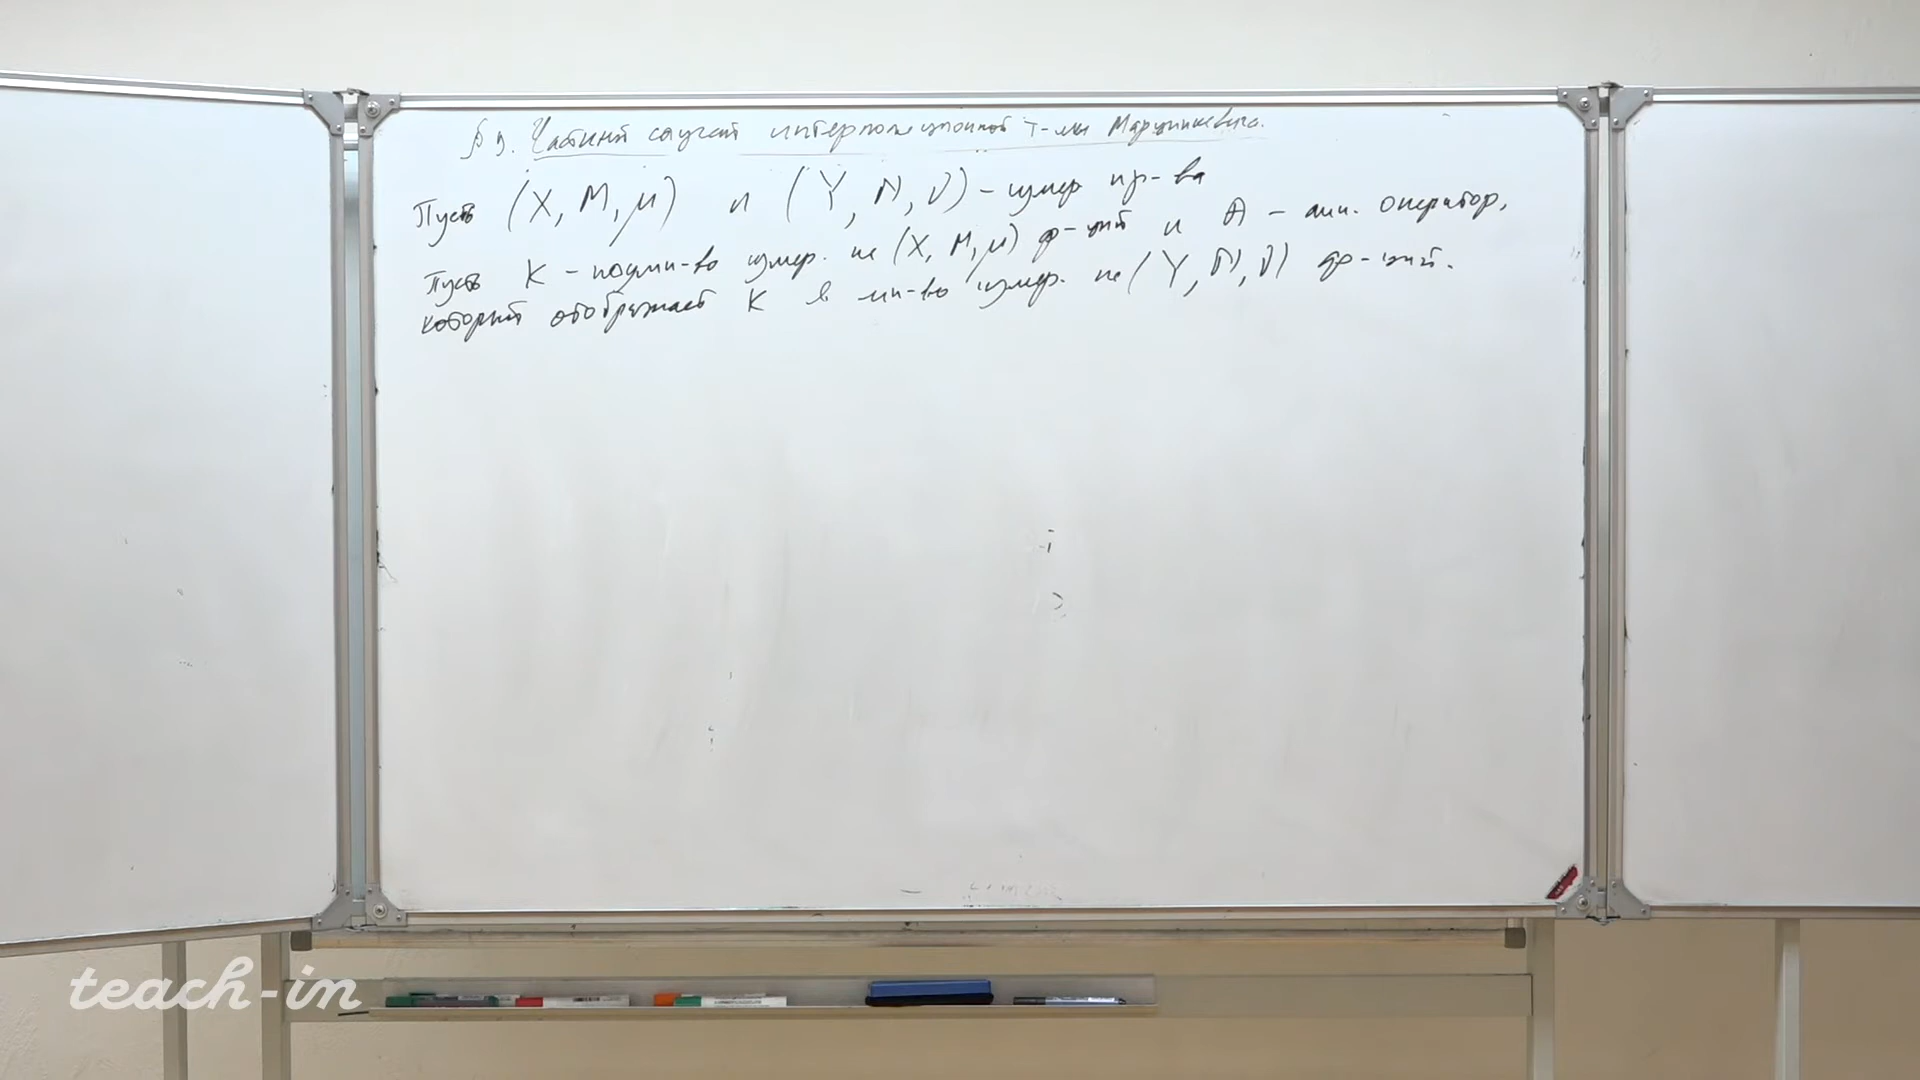 § 5. Частный случай интерполяционной т-мы Марцинкевича.
Пусть (X, M, μ) и (Y, N, ν) - измер. пр-ва
Пусть K - подмн-во измер. на (X, M, μ) ф-ций и A - лин. оператор,
который отображает K в мн-во измер. на (Y, N, ν) ф-ций.
teach-in